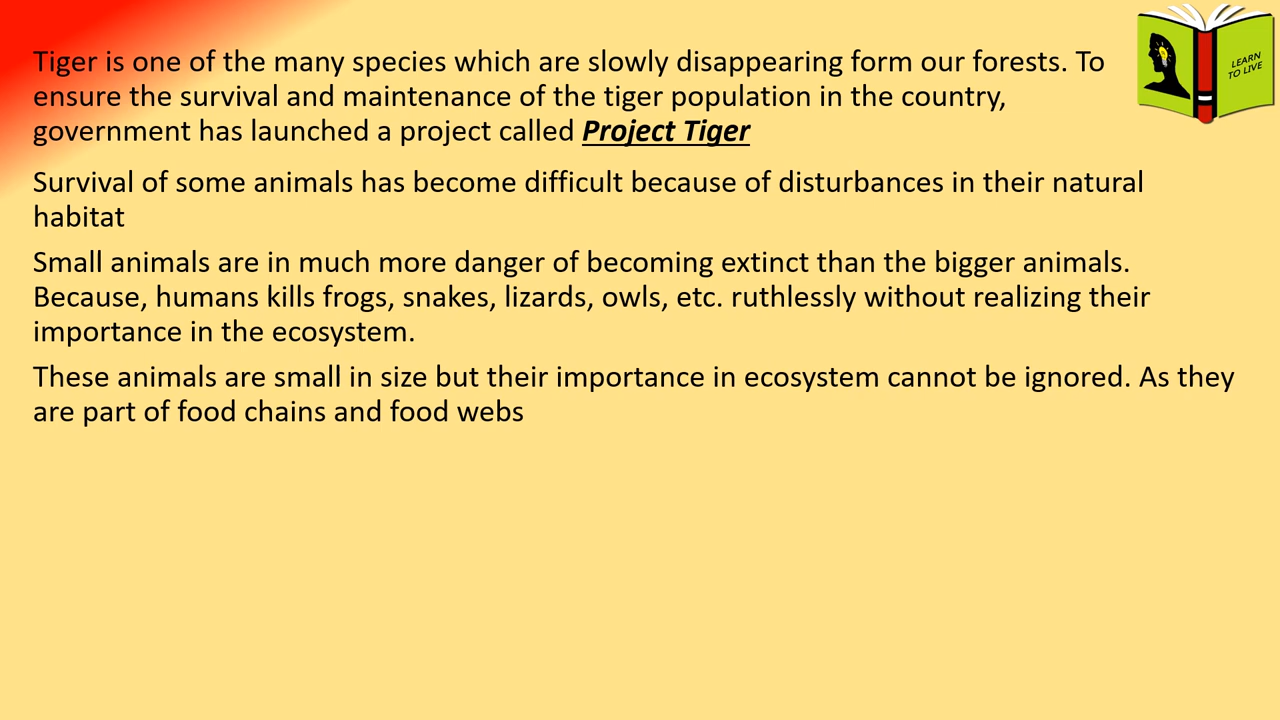 Tiger is one of the many species which are slowly disappearing form our forests. To
ensure the survival and maintenance of the tiger population in the country,
government has launched a project called Project Tiger
Survival of some animals has become difficult because of disturbances in their natural
habitat
Small animals are in much more danger of becoming extinct than the bigger animals.
Because, humans kills frogs, snakes, lizards, owls, etc. ruthlessly without realizing their
importance in the ecosystem.
These animals are small in size but their importance in ecosystem cannot be ignored. As they
are part of food chains and food webs
LEARN
TO LIVE